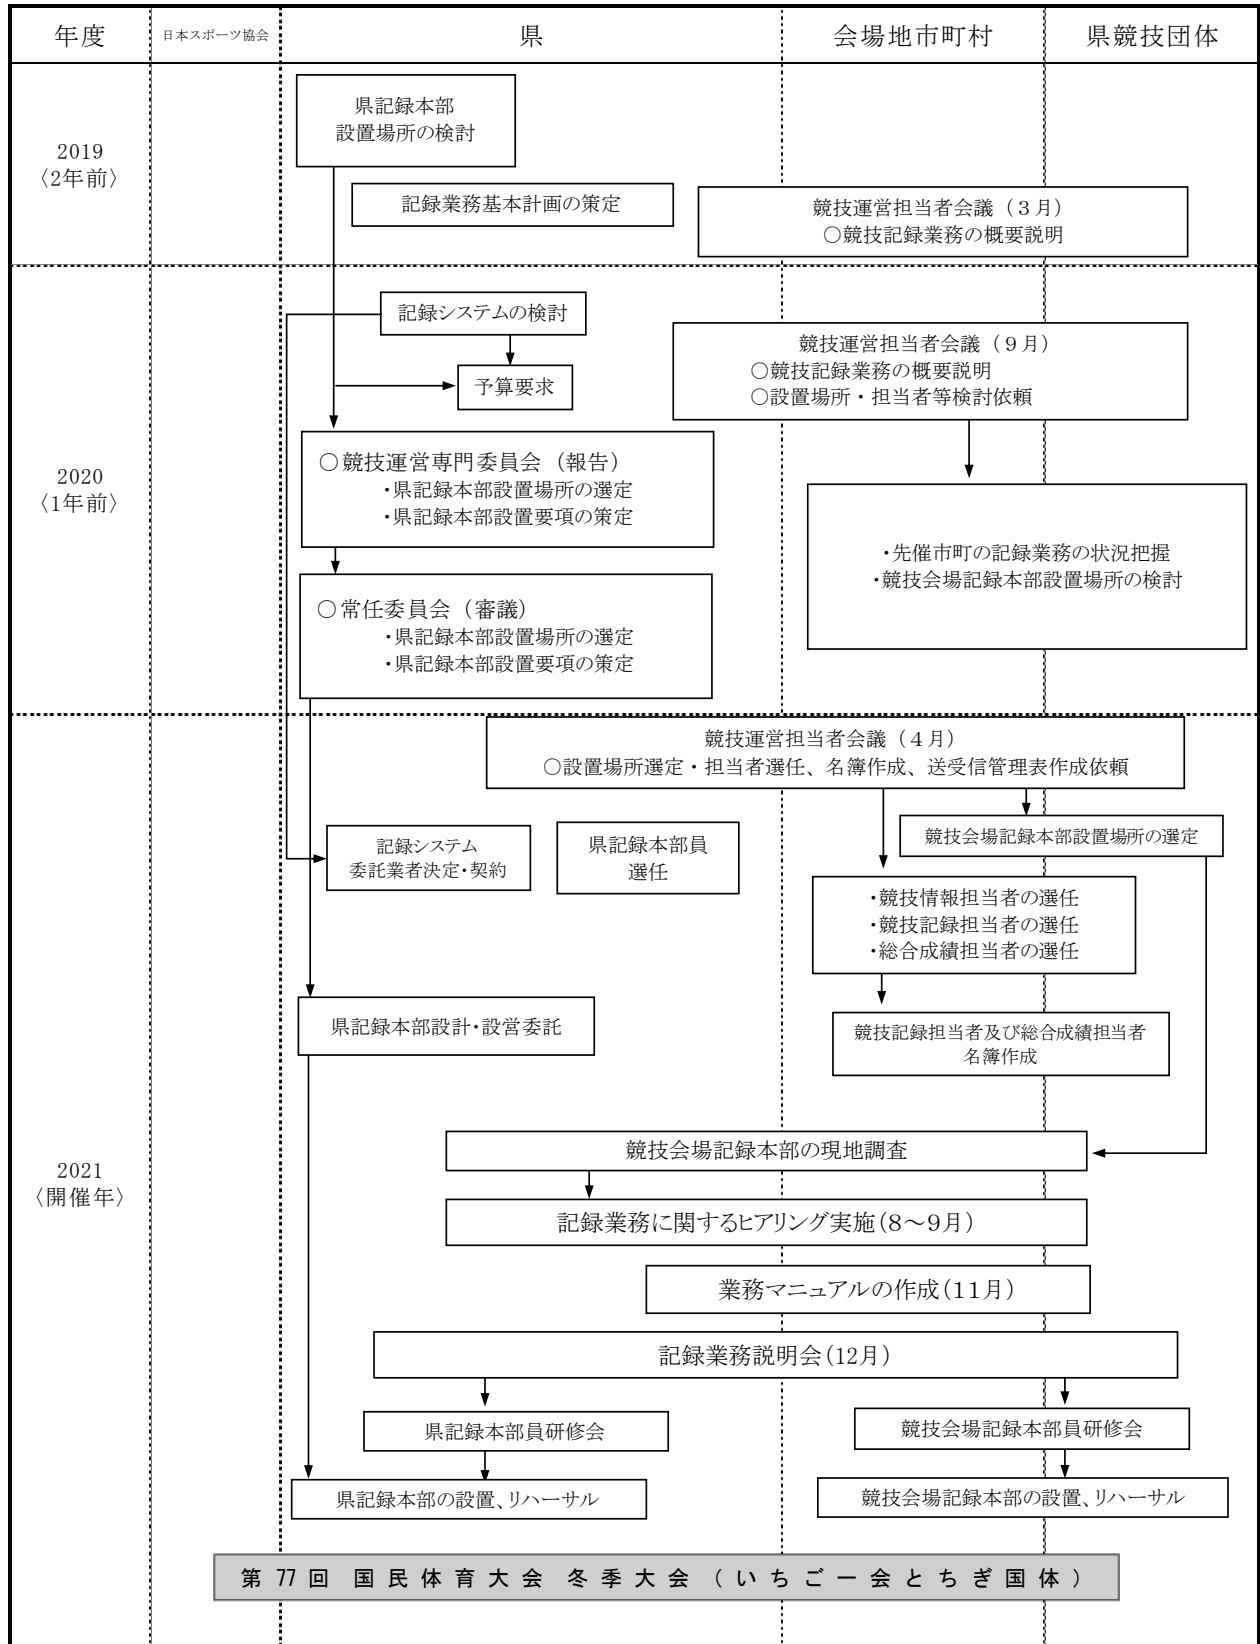 年度
日本スポーツ協会
県
会場地市町村
県競技団体
2019
〈2年前〉
県記録本部
設置場所の検討
記録業務基本計画の策定
競技運営担当者会議（３月）
○競技記録業務の概要説明
2020
〈1年前〉
記録システムの検討
予算要求
競技運営担当者会議（９月）
○競技記録業務の概要説明
○設置場所・担当者等検討依頼
○競技運営専門委員会（報告）
・県記録本部設置場所の選定
・県記録本部設置要項の策定
・先催市町の記録業務の状況把握
・競技会場記録本部設置場所の検討
○常任委員会（審議）
・県記録本部設置場所の選定
・県記録本部設置要項の策定
2021
〈開催年〉
競技運営担当者会議（４月）
○設置場所選定・担当者選任、名簿作成、送受信管理表作成依頼
競技会場記録本部設置場所の選定
記録システム
委託業者決定・契約
県記録本部員
選任
・競技情報担当者の選任
・競技記録担当者の選任
・総合成績担当者の選任
県記録本部設計・設営委託
競技記録担当者及び総合成績担当者
名簿作成
競技会場記録本部の現地調査
記録業務に関するヒアリング実施（８～９月）
業務マニュアルの作成（１１月）
記録業務説明会（12月）
県記録本部員研修会
競技会場記録本部員研修会
県記録本部の設置、リハーサル
競技会場記録本部の設置、リハーサル
第 77 回 国民体育大会 冬季大会（いちご一会とちぎ国体）